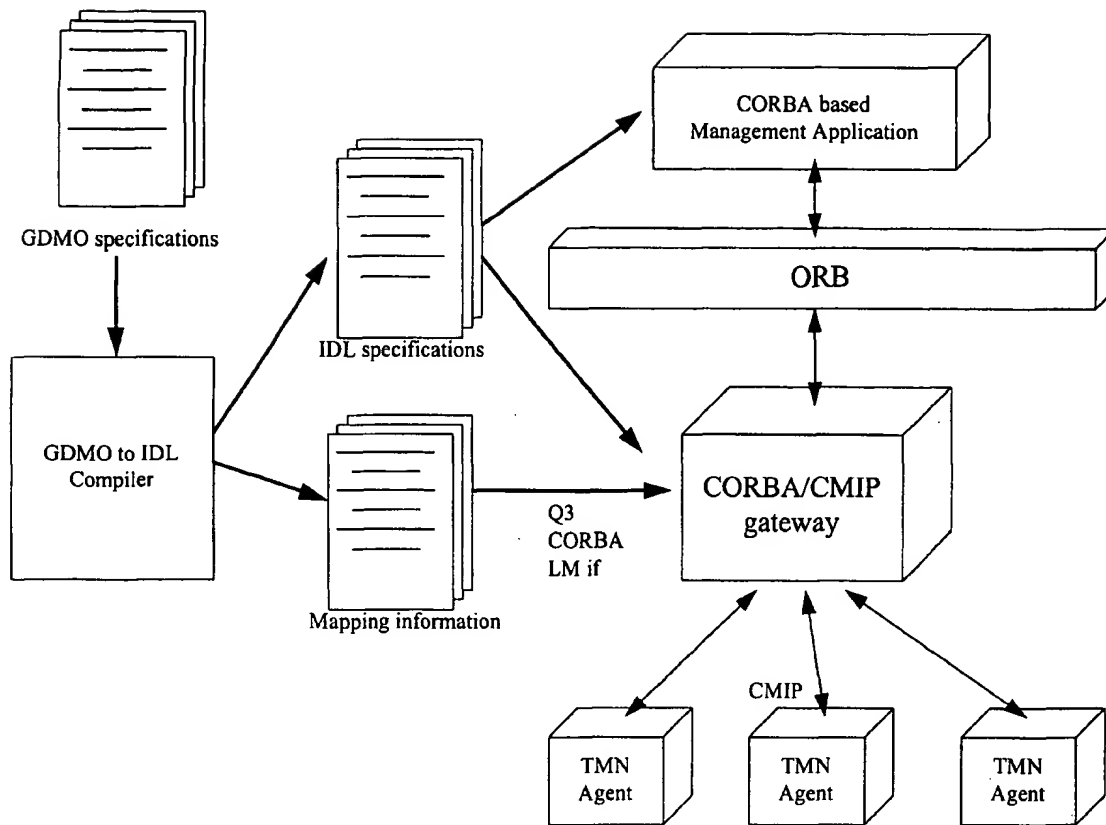 GDMO specifications
CORBA based
Management Application
ORB
IDL specifications
GDMO to IDL
Compiler
CORBA/CMIP
gateway
Q3
CORBA
LM if
Mapping information
CMIP
TMN
Agent
TMN
Agent
TMN
Agent